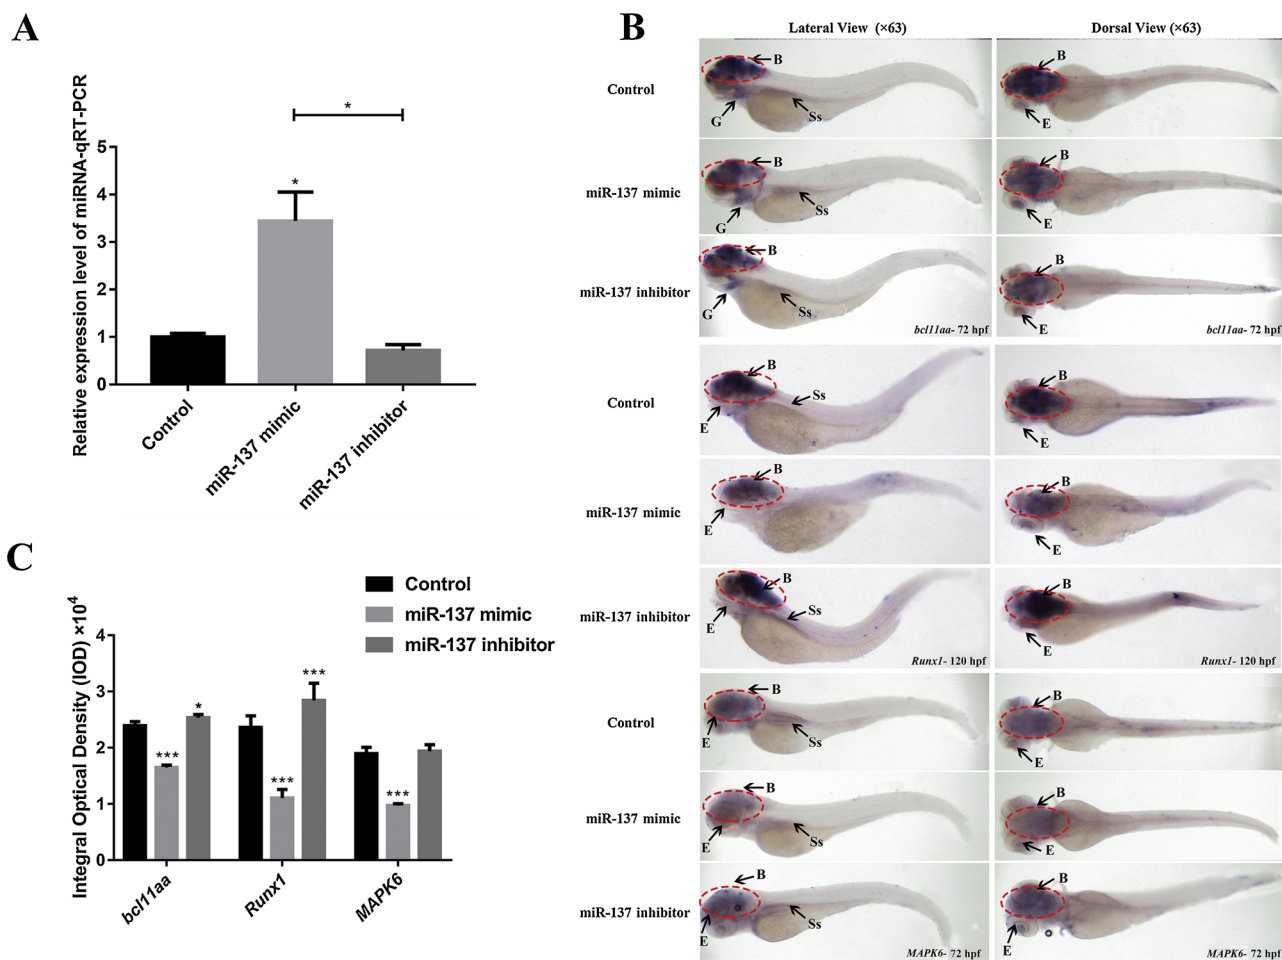 A
Relative expression level of miRNA-qRT-PCR
5
4
3
2
1
0
*
*
Control
miR-137 mimic
miR-137 inhibitor
B
Lateral View (×63)
Dorsal View (×63)
Control
B
G
Ss
B
E
miR-137 mimic
B
G
Ss
B
E
miR-137 inhibitor
B
G
Ss
bcl11aa- 72 hpf
B
E
bcl11aa- 72 hpf
Control
B
E
Ss
B
E
miR-137 mimic
B
E
B
E
miR-137 inhibitor
B
E
Ss
Runx1- 120 hpf
B
E
Runx1- 120 hpf
Control
B
E
Ss
B
E
miR-137 mimic
B
E
Ss
B
E
miR-137 inhibitor
B
E
Ss
MAPK6- 72 hpf
B
E
MAPK6- 72 hpf
C
Control
miR-137 mimic
miR-137 inhibitor
Integral Optical Density (IOD) ×10⁴
4
3
2
1
0
***
*
***
***
***
bcl11aa
Runx1
MAPK6